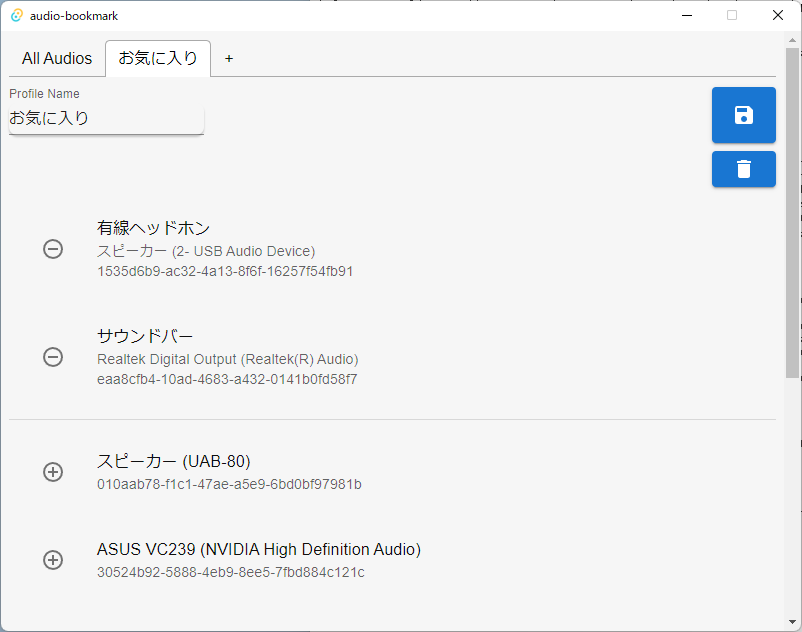 audio-bookmark
All Audios お気に入り +
Profile Name
お気に入り
有線ヘッドホン
スピーカー (2- USB Audio Device)
1535d6b9-ac32-4a13-8f6f-16257f54fb91
サウンドバー
Realtek Digital Output (Realtek(R) Audio)
eaa8cfb4-10ad-4683-a432-0141b0fd58f7
スピーカー (UAB-80)
010aab78-f1c1-47ae-a5e9-6bd0bf97981b
ASUS VC239 (NVIDIA High Definition Audio)
30524b92-5888-4eb9-8ee5-7fbd884c121c